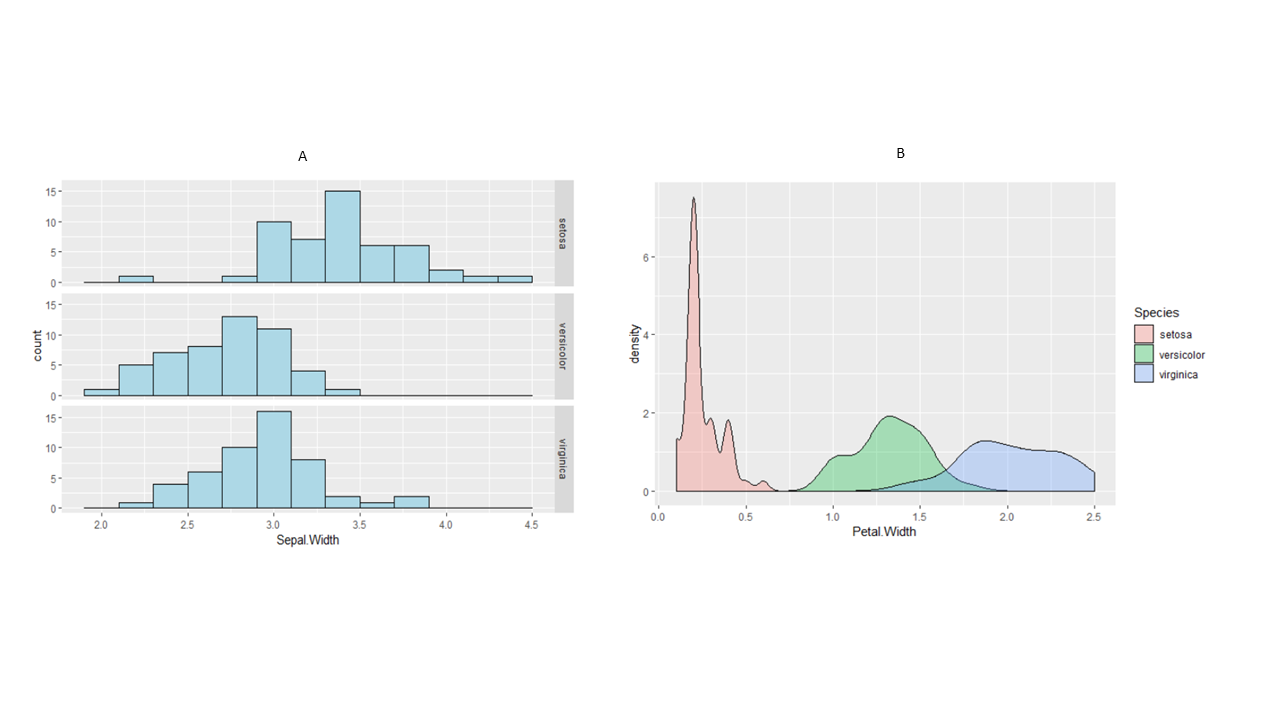 A
15
10
5
0
setosa
15
10
5
0
versicolor
15
10
5
0
virginica
count
2.0 2.5 3.0 3.5 4.0 4.5
Sepal.Width
B
6
4
2
0
density
0.0 0.5 1.0 1.5 2.0 2.5
Petal.Width
Species
setosa
versicolor
virginica